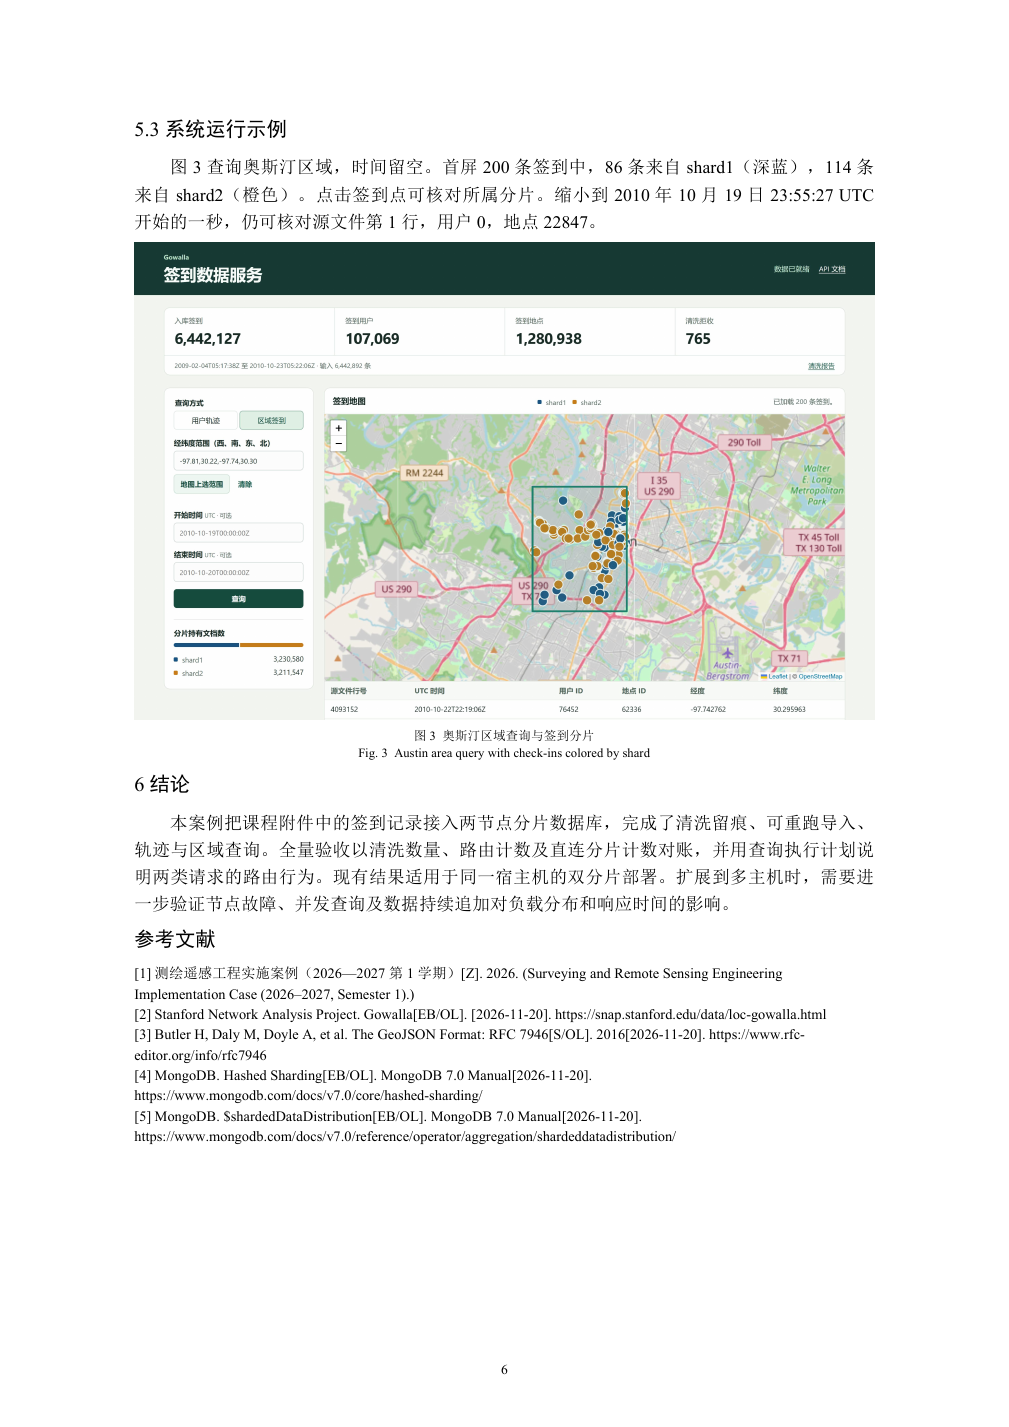 5.3 系统运行示例
图 3 查询奥斯汀区域，时间留空。首屏 200 条签到中，86 条来自 shard1（深蓝），114 条
来自 shard2（橙色）。点击签到点可核对所属分片。缩小到 2010 年 10 月 19 日 23:55:27 UTC
开始的一秒，仍可核对源文件第 1 行，用户 0，地点 22847。
Gowalla
签到数据服务
数据已就绪 API 文档
入库签到 签到用户 签到地点 清洗拒收
6,442,127 107,069 1,280,938 765
2009-02-04T05:17:38Z 至 2010-10-23T05:22:06Z · 输入 6,442,892 条 清洗报告
查询方式
用户轨迹 区域签到
经纬度范围（西、南、东、北）
-97.81,30.22,-97.74,30.30
地图上选范围 清除
开始时间 UTC · 可选
2010-10-19T00:00:00Z
结束时间 UTC · 可选
2010-10-20T00:00:00Z
查询
分片持有文档数
shard1 3,230,580
shard2 3,211,547
签到地图 shard1 shard2 已加载 200 条签到。
+
−
290 Toll
RM 2244
I 35
US 290
Walter
E. Long
Metropolitan
Park
TX 45 Toll
TX 130 Toll
US 290
US 290
TX 71
Austin-
Bergstrom
Leaflet | © OpenStreetMap
源文件行号 UTC 时间 用户 ID 地点 ID 经度 纬度
4093152 2010-10-22T22:19:06Z 76452 62336 -97.742762 30.295963
图 3 奥斯汀区域查询与签到分片
Fig. 3 Austin area query with check-ins colored by shard
6 结论
本案例把课程附件中的签到记录接入两节点分片数据库，完成了清洗留痕、可重跑导入、
轨迹与区域查询。全量验收以清洗数量、路由计数及直连分片计数对账，并用查询执行计划说
明两类请求的路由行为。现有结果适用于同一宿主机的双分片部署。扩展到多主机时，需要进
一步验证节点故障、并发查询及数据持续追加对负载分布和响应时间的影响。
参考文献
[1] 测绘遥感工程实施案例（2026—2027 第 1 学期）[Z]. 2026. (Surveying and Remote Sensing Engineering
Implementation Case (2026–2027, Semester 1).)
[2] Stanford Network Analysis Project. Gowalla[EB/OL]. [2026-11-20]. https://snap.stanford.edu/data/loc-gowalla.html
[3] Butler H, Daly M, Doyle A, et al. The GeoJSON Format: RFC 7946[S/OL]. 2016[2026-11-20]. https://www.rfc-
editor.org/info/rfc7946
[4] MongoDB. Hashed Sharding[EB/OL]. MongoDB 7.0 Manual[2026-11-20].
https://www.mongodb.com/docs/v7.0/core/hashed-sharding/
[5] MongoDB. $shardedDataDistribution[EB/OL]. MongoDB 7.0 Manual[2026-11-20].
https://www.mongodb.com/docs/v7.0/reference/operator/aggregation/shardeddatadistribution/
6